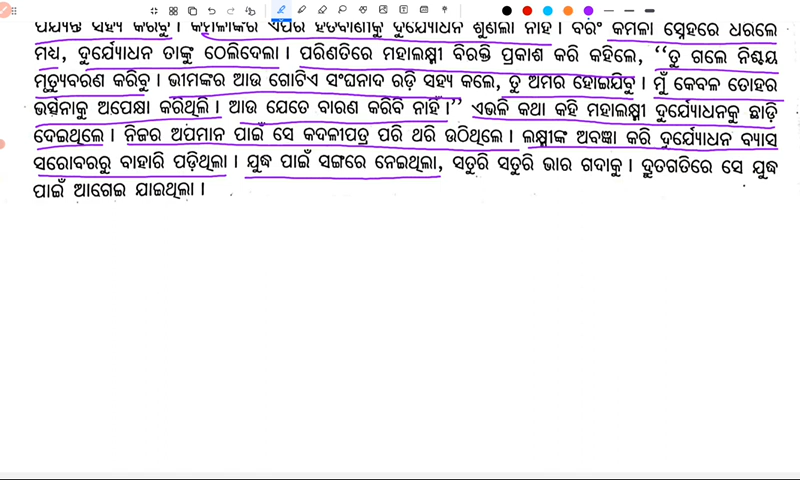 ପର୍ଯ୍ୟନ୍ତ ସହ୍ୟ କରିବୁ । କମଳାଙ୍କର ଏପରି ହିତବାଣୀକୁ ଦୁର୍ଯ୍ୟୋଧନ ଶୁଣିଲା ନାହିଁ । ବରଂ କମଳା ସ୍ନେହରେ ଧରଲେ
ମଧ୍ୟ, ଦୁର୍ଯ୍ୟୋଧନ ତାଙ୍କୁ ଠେଲିଦେଲା । ପରିଣତିରେ ମହାଲକ୍ଷ୍ମୀ ବିରକ୍ତି ପ୍ରକାଶ କରି କହିଲେ, ‘‘ତୁ ଗଲେ ନିଶ୍ଚୟ
ମୃତ୍ୟୁବରଣ କରିବୁ । ଭୀମଙ୍କର ଆଉ ଗୋଟିଏ ସଂଘନାଦ ରଡ଼ି ସହ୍ୟ କଲେ, ତୁ ଅମର ହୋଇଯିବୁ । ମୁଁ କେବଳ ତୋହର
ଭର୍ତ୍ସନାକୁ ଅପେକ୍ଷା କରିଥିଲି । ଆଉ ଯେତେ ବାରଣ କରିବି ନାହିଁ ।’’ ଏଭଳି କଥା କହି ମହାଲକ୍ଷ୍ମୀ ଦୁର୍ଯ୍ୟୋଧନକୁ ଛାଡ଼ି
ଦେଇଥିଲେ । ନିଜର ଅପମାନ ପାଇଁ ସେ କଦଳୀପତ୍ର ପରି ଥରି ଉଠିଥିଲେ । ଲକ୍ଷ୍ମୀଙ୍କ ଅବଜ୍ଞା କରି ଦୁର୍ଯ୍ୟୋଧନ ବ୍ୟାସ
ସରୋବରରୁ ବାହାରି ପଡ଼ିଥିଲା । ଯୁଦ୍ଧ ପାଇଁ ସଙ୍ଗରେ ନେଇଥିଲା, ସତୁରି ସତୁରି ଭାର ଗଦାକୁ । ଦ୍ରୁତଗତିରେ ସେ ଯୁଦ୍ଧ
ପାଇଁ ଆଗେଇ ଯାଇଥିଲା ।